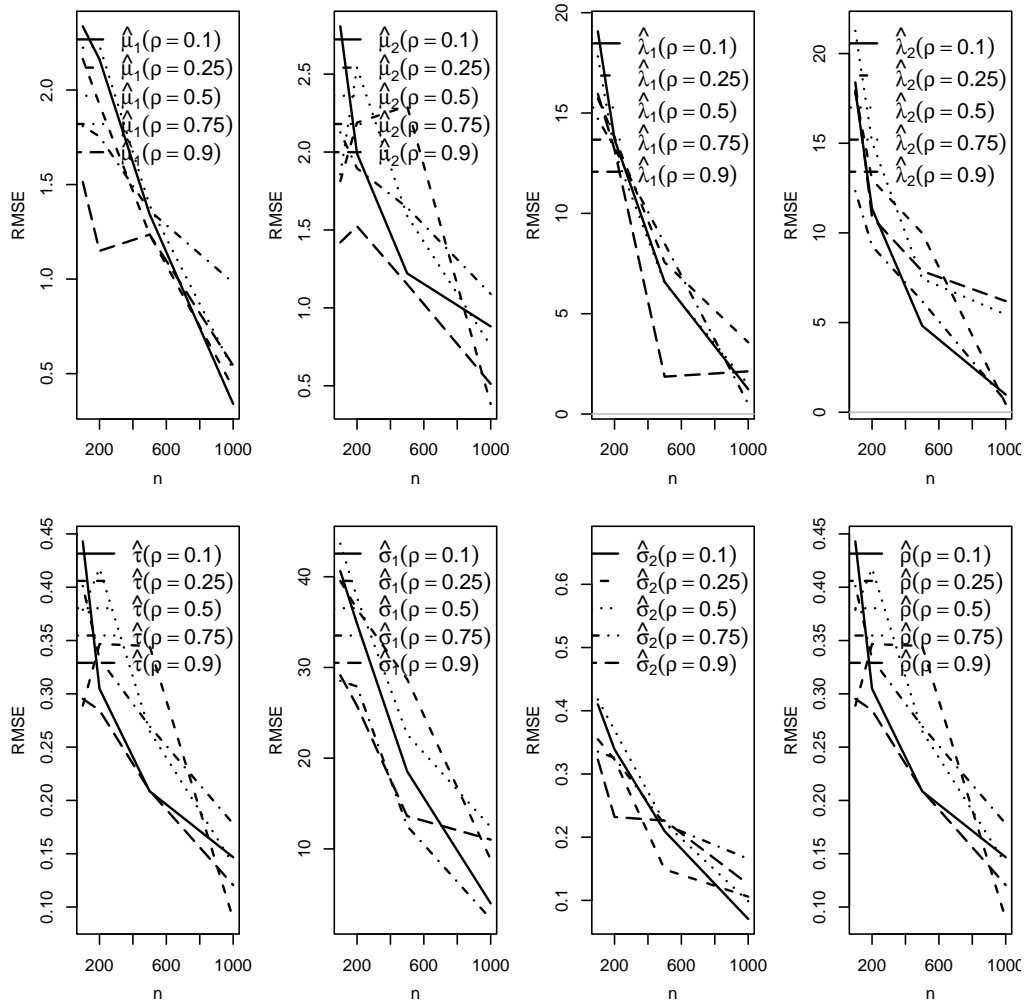 RMSE
0.5
1.0
1.5
2.0
μ̂₁(ρ = 0.1)
μ̂₁(ρ = 0.25)
μ̂₁(ρ = 0.5)
μ̂₁(ρ = 0.75)
μ̂₁(ρ = 0.9)
200 600 1000
n
RMSE
0.5
1.0
1.5
2.0
2.5
μ̂₂(ρ = 0.1)
μ̂₂(ρ = 0.25)
μ̂₂(ρ = 0.5)
μ̂₂(ρ = 0.75)
μ̂₂(ρ = 0.9)
200 600 1000
n
RMSE
0
5
10
15
20
λ̂₁(ρ = 0.1)
λ̂₁(ρ = 0.25)
λ̂₁(ρ = 0.5)
λ̂₁(ρ = 0.75)
λ̂₁(ρ = 0.9)
200 600 1000
n
RMSE
0
5
10
15
20
λ̂₂(ρ = 0.1)
λ̂₂(ρ = 0.25)
λ̂₂(ρ = 0.5)
λ̂₂(ρ = 0.75)
λ̂₂(ρ = 0.9)
200 600 1000
n
RMSE
0.10
0.15
0.20
0.25
0.30
0.35
0.40
0.45
τ̂(ρ = 0.1)
τ̂(ρ = 0.25)
τ̂(ρ = 0.5)
τ̂(ρ = 0.75)
τ̂(ρ = 0.9)
200 600 1000
n
RMSE
10
20
30
40
σ̂₁(ρ = 0.1)
σ̂₁(ρ = 0.25)
σ̂₁(ρ = 0.5)
σ̂₁(ρ = 0.75)
σ̂₁(ρ = 0.9)
200 600 1000
n
RMSE
0.1
0.2
0.3
0.4
0.5
0.6
σ̂₂(ρ = 0.1)
σ̂₂(ρ = 0.25)
σ̂₂(ρ = 0.5)
σ̂₂(ρ = 0.75)
σ̂₂(ρ = 0.9)
200 600 1000
n
RMSE
0.10
0.15
0.20
0.25
0.30
0.35
0.40
0.45
ρ̂(ρ = 0.1)
ρ̂(ρ = 0.25)
ρ̂(ρ = 0.5)
ρ̂(ρ = 0.75)
ρ̂(ρ = 0.9)
200 600 1000
n